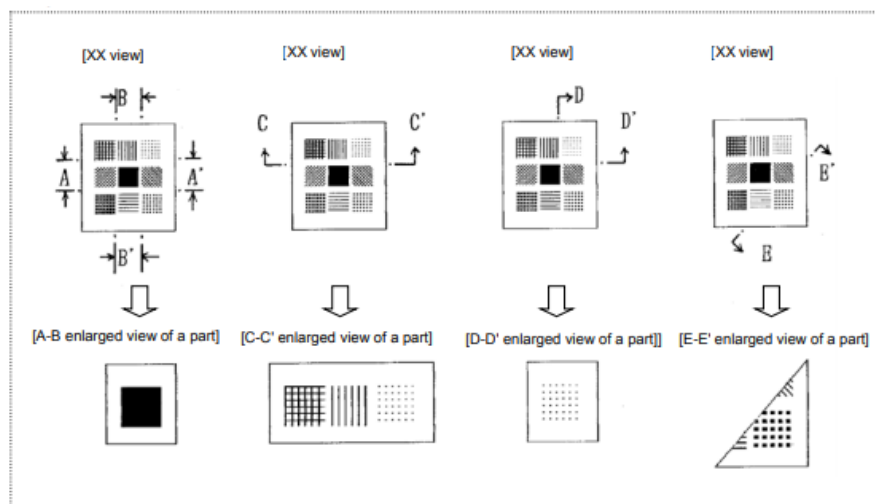 [XX view] [XX view] [XX view] [XX view]
B D
C C' D'
A A' E'
B' E
[A-B enlarged view of a part] [C-C' enlarged view of a part] [D-D' enlarged view of a part]] [E-E' enlarged view of a part]